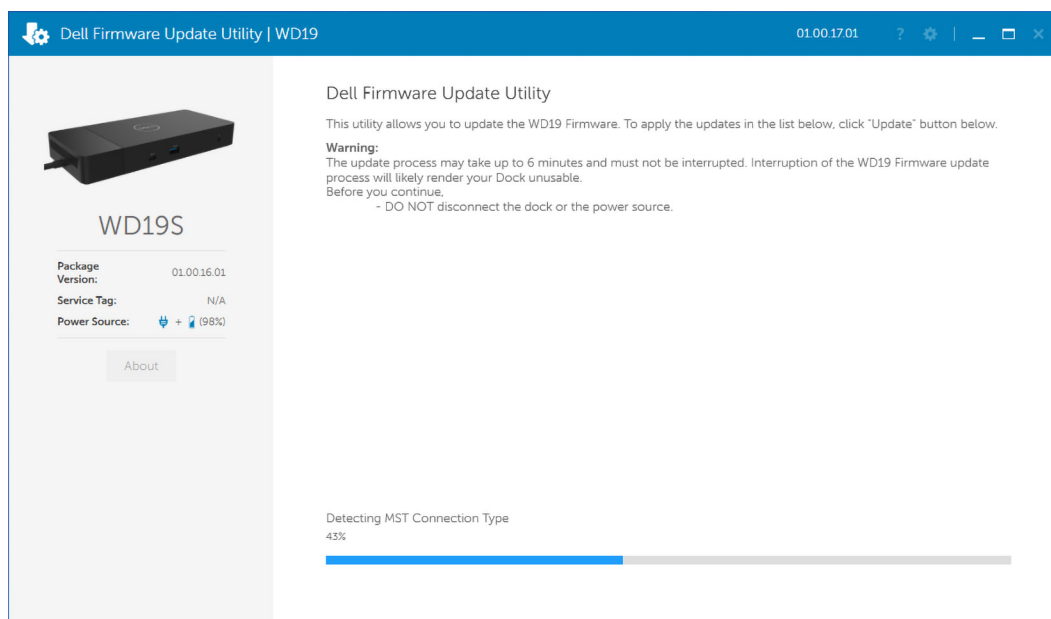 Dell Firmware Update Utility | WD19
01.00.17.01 ?
Dell Firmware Update Utility
This utility allows you to update the WD19 Firmware. To apply the updates in the list below, click "Update" button below.
Warning:
The update process may take up to 6 minutes and must not be interrupted. Interruption of the WD19 Firmware update
process will likely render your Dock unusable.
Before you continue,
- DO NOT disconnect the dock or the power source.
WD19S
Package
Version: 01.00.16.01
Service Tag: N/A
Power Source: + (98%)
About
Detecting MST Connection Type
43%